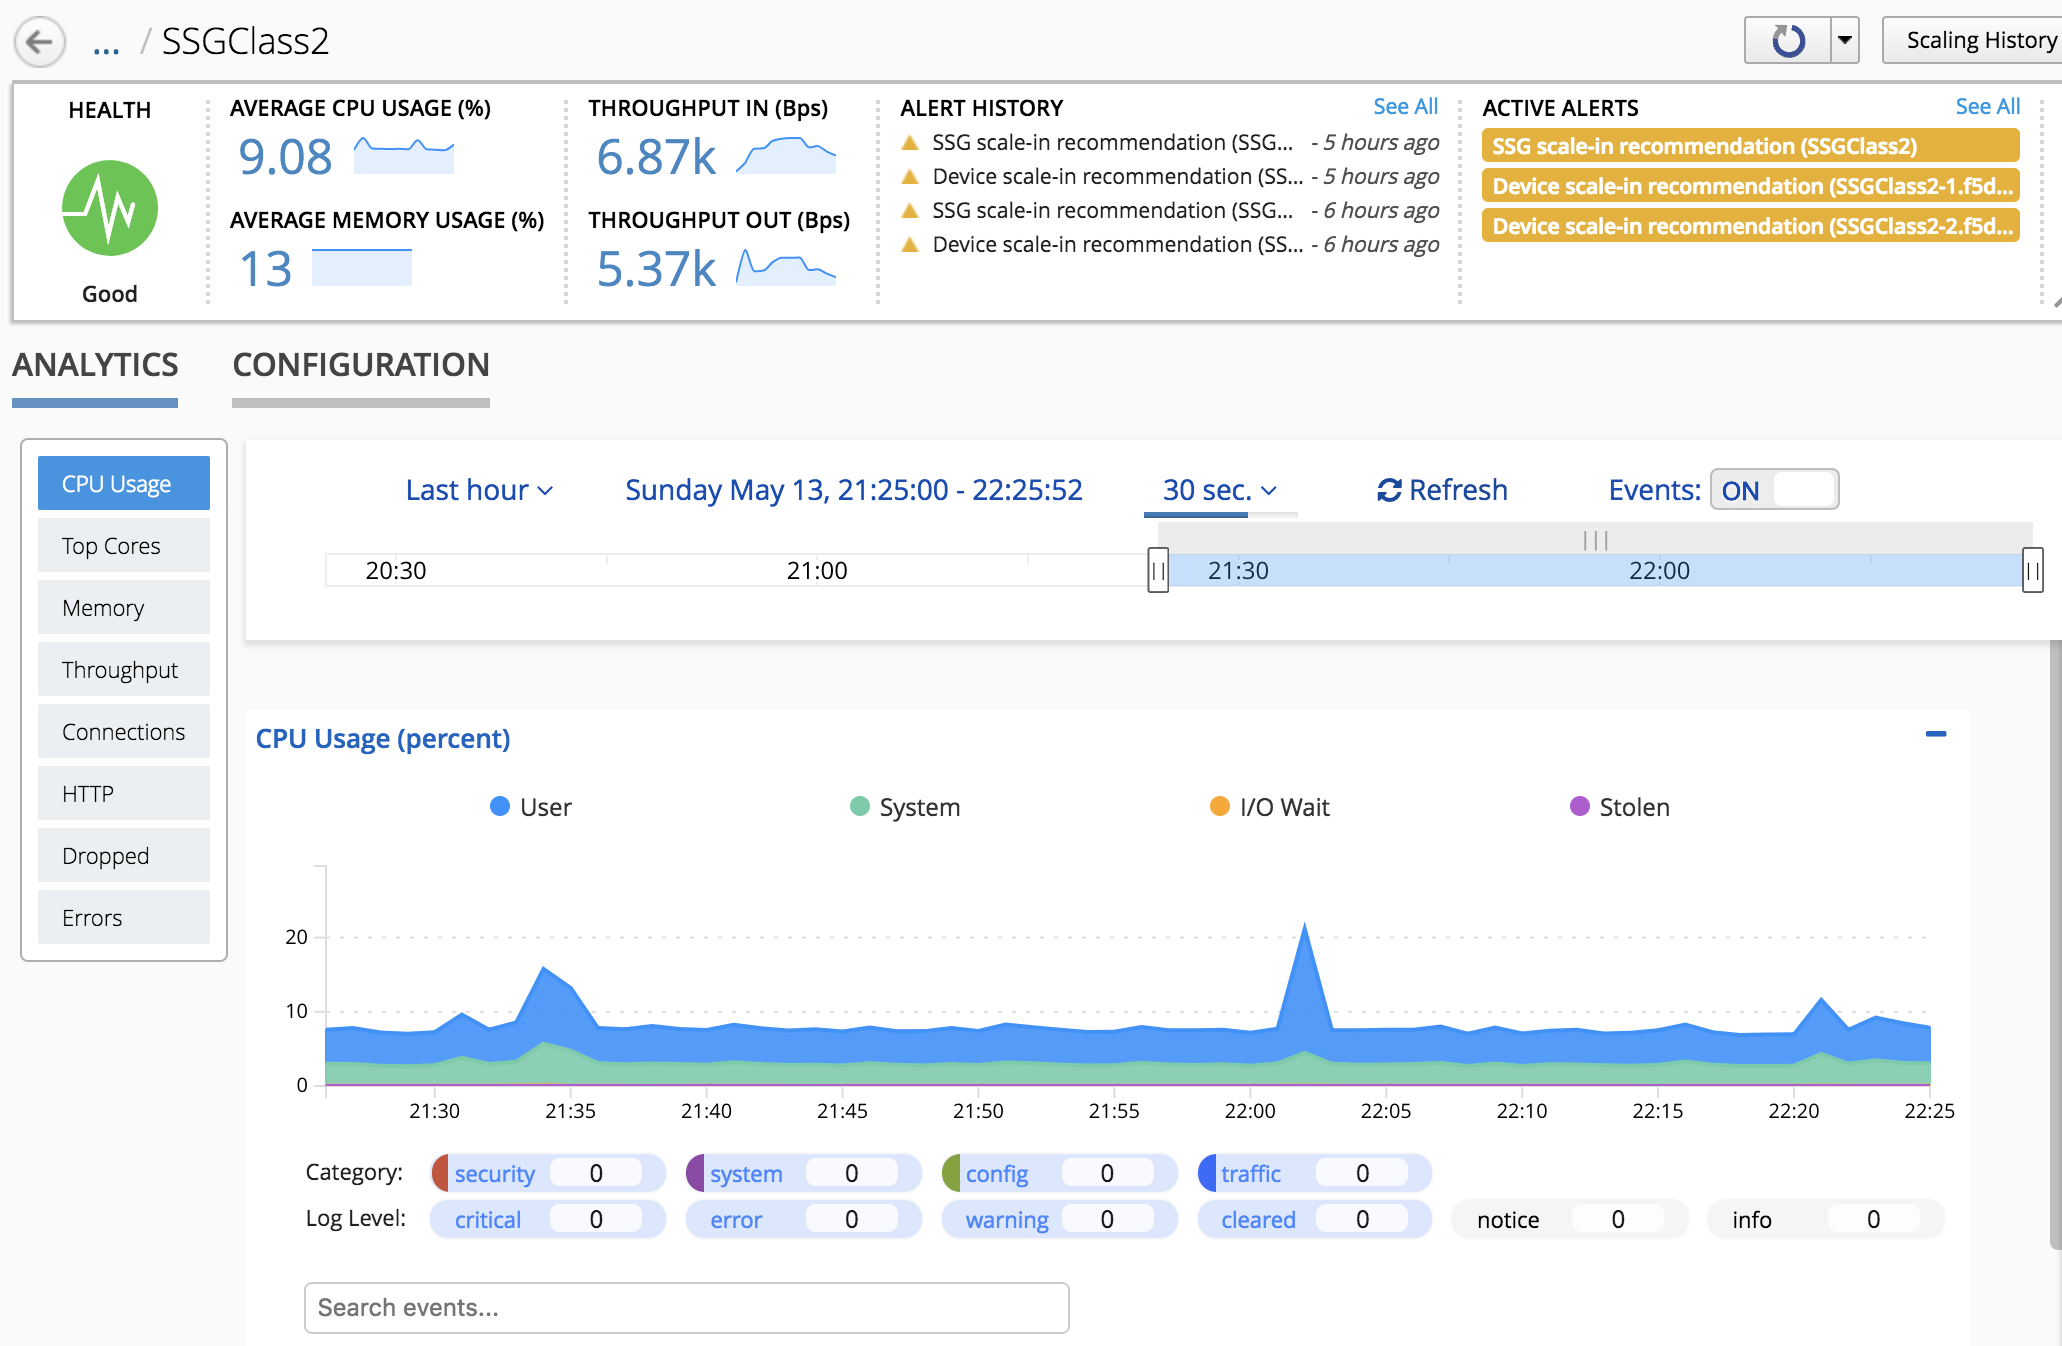 ... / SSGClass2
Scaling History
HEALTH
Good
AVERAGE CPU USAGE (%)
9.08
AVERAGE MEMORY USAGE (%)
13
THROUGHPUT IN (Bps)
6.87k
THROUGHPUT OUT (Bps)
5.37k
ALERT HISTORY See All
SSG scale-in recommendation (SSG... - 5 hours ago
Device scale-in recommendation (SS... - 5 hours ago
SSG scale-in recommendation (SSG... - 6 hours ago
Device scale-in recommendation (SS... - 6 hours ago
ACTIVE ALERTS See All
SSG scale-in recommendation (SSGClass2)
Device scale-in recommendation (SSGClass2-1.f5d...
Device scale-in recommendation (SSGClass2-2.f5d...
ANALYTICS CONFIGURATION
CPU Usage
Top Cores
Memory
Throughput
Connections
HTTP
Dropped
Errors
Last hour Sunday May 13, 21:25:00 - 22:25:52 30 sec. Refresh Events: ON
20:30 21:00 21:30 22:00
CPU Usage (percent)
User System I/O Wait Stolen
20
10
0
21:30 21:35 21:40 21:45 21:50 21:55 22:00 22:05 22:10 22:15 22:20 22:25
Category: security 0 system 0 config 0 traffic 0
Log Level: critical 0 error 0 warning 0 cleared 0 notice 0 info 0
Search events...